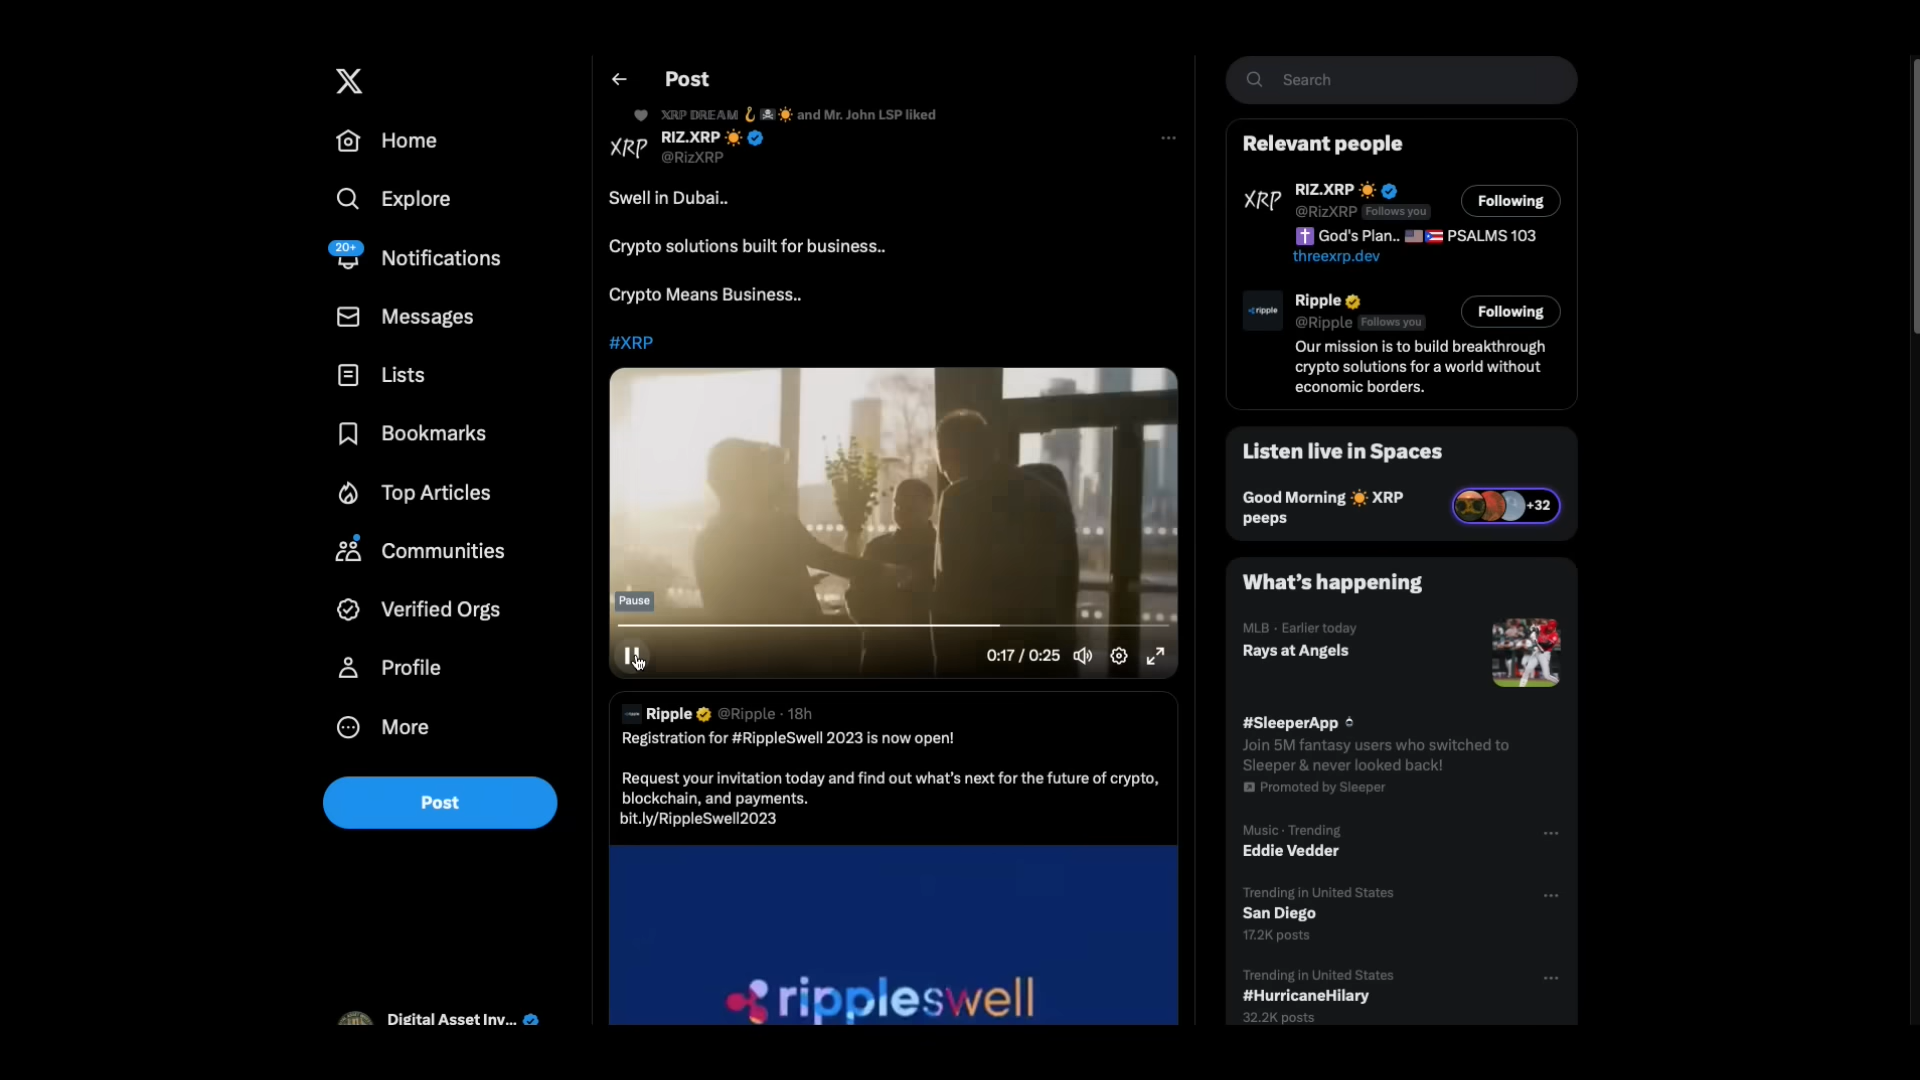 Home
Explore
20+
Notifications
Messages
Lists
Bookmarks
Top Articles
Communities
Verified Orgs
Profile
More
Post
Digital Asset Inv...
Post
XRP DREAM and Mr. John LSP liked
XRP
RIZ.XRP
@RizXRP
Swell in Dubai..
Crypto solutions built for business..
Crypto Means Business..
#XRP
Pause
0:17 / 0:25
Ripple @Ripple · 18h
Registration for #RippleSwell 2023 is now open!
Request your invitation today and find out what's next for the future of crypto,
blockchain, and payments.
bit.ly/RippleSwell2023
rippleswell
Search
Relevant people
XRP
RIZ.XRP
@RizXRP Follows you
Following
God's Plan.. PSALMS 103
threexrp.dev
ripple
Ripple
@Ripple Follows you
Following
Our mission is to build breakthrough
crypto solutions for a world without
economic borders.
Listen live in Spaces
Good Morning XRP
peeps
+32
What's happening
MLB · Earlier today
Rays at Angels
#SleeperApp
Join 5M fantasy users who switched to
Sleeper & never looked back!
Promoted by Sleeper
Music · Trending
Eddie Vedder
Trending in United States
San Diego
17.2K posts
Trending in United States
#HurricaneHilary
32.2K posts